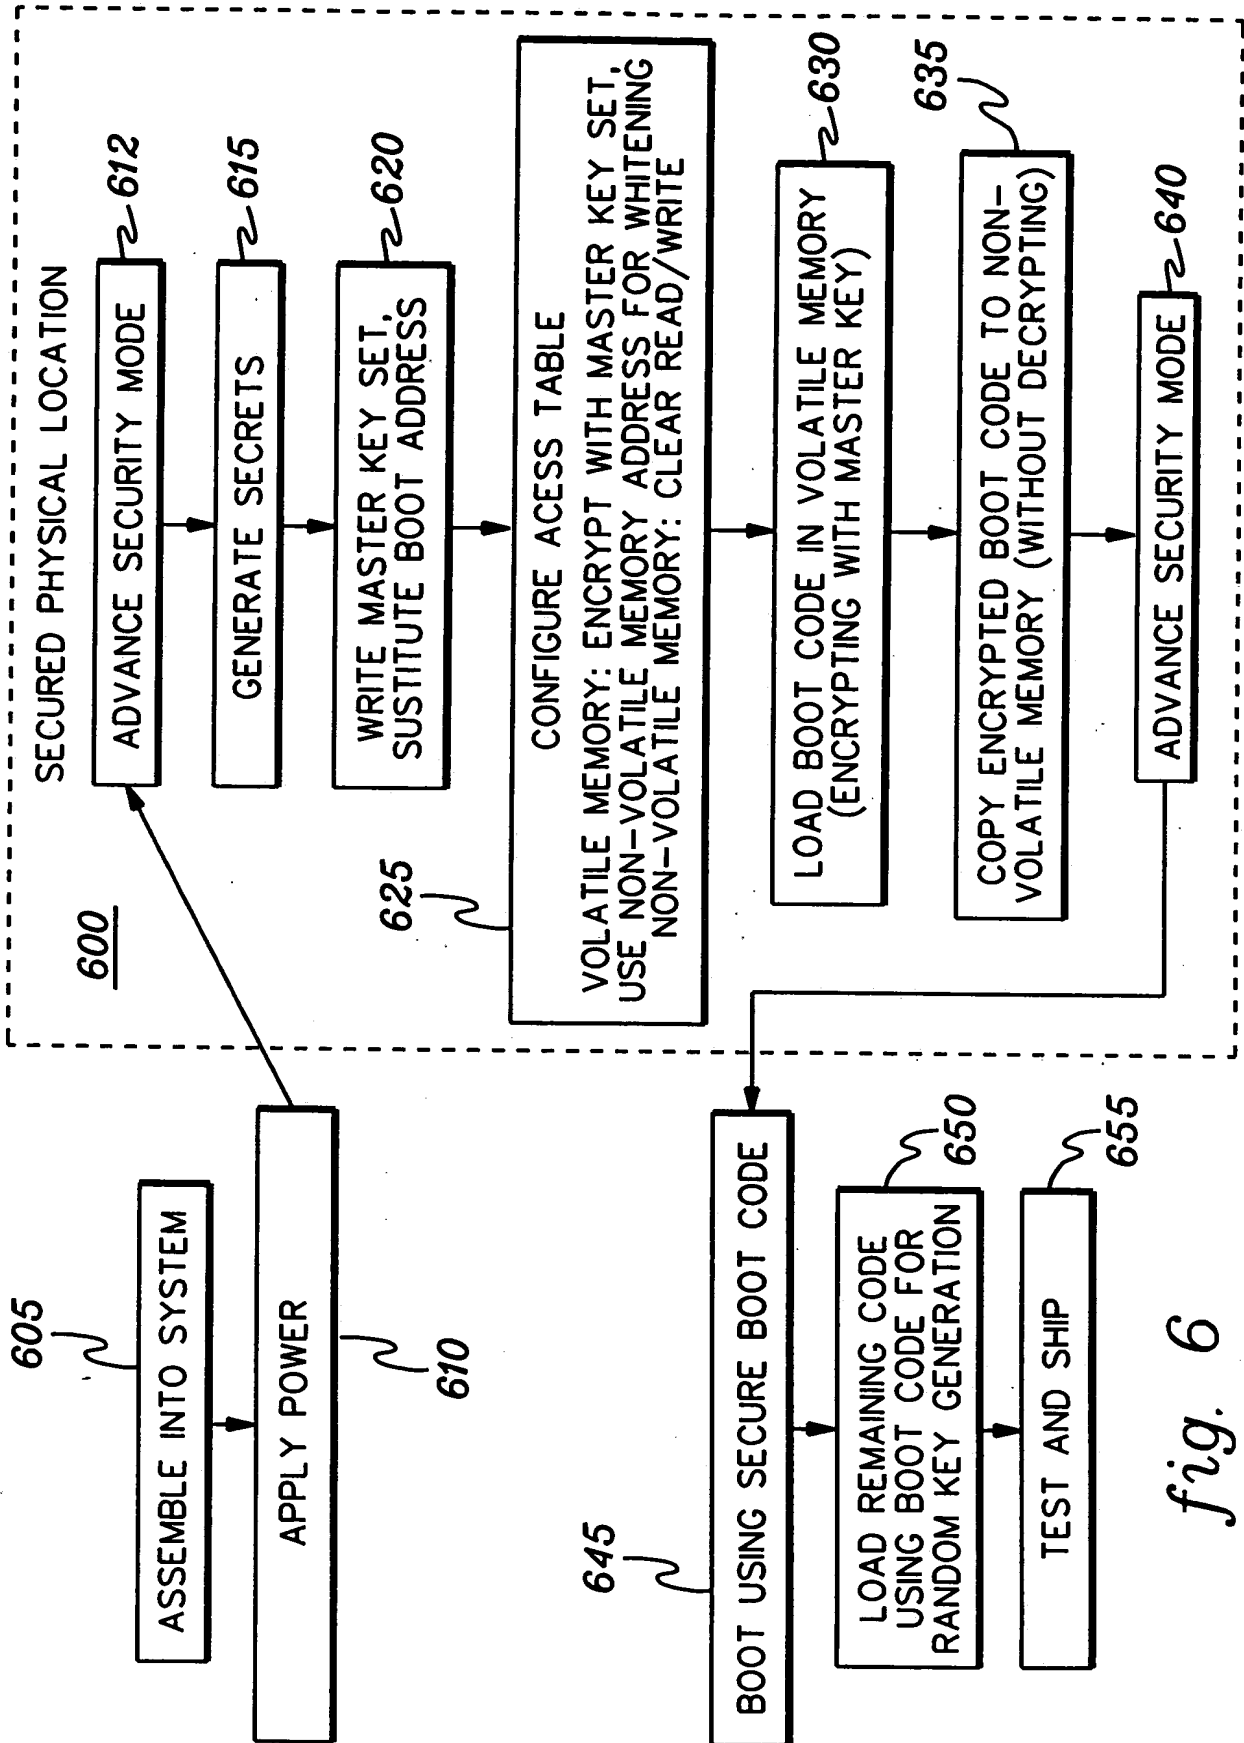 605
ASSEMBLE INTO SYSTEM
APPLY POWER
610
600
SECURED PHYSICAL LOCATION
ADVANCE SECURITY MODE
612
GENERATE SECRETS
615
WRITE MASTER KEY SET,
SUSTITUTE BOOT ADDRESS
620
625
CONFIGURE ACESS TABLE
VOLATILE MEMORY: ENCRYPT WITH MASTER KEY SET,
USE NON-VOLATILE MEMORY ADDRESS FOR WHITENING
NON-VOLATILE MEMORY: CLEAR READ/WRITE
LOAD BOOT CODE IN VOLATILE MEMORY
(ENCRYPTING WITH MASTER KEY)
630
COPY ENCRYPTED BOOT CODE TO NON-
VOLATILE MEMORY (WITHOUT DECRYPTING)
635
ADVANCE SECURITY MODE
640
645
BOOT USING SECURE BOOT CODE
LOAD REMAINING CODE
USING BOOT CODE FOR
RANDOM KEY GENERATION
650
TEST AND SHIP
655
fig. 6